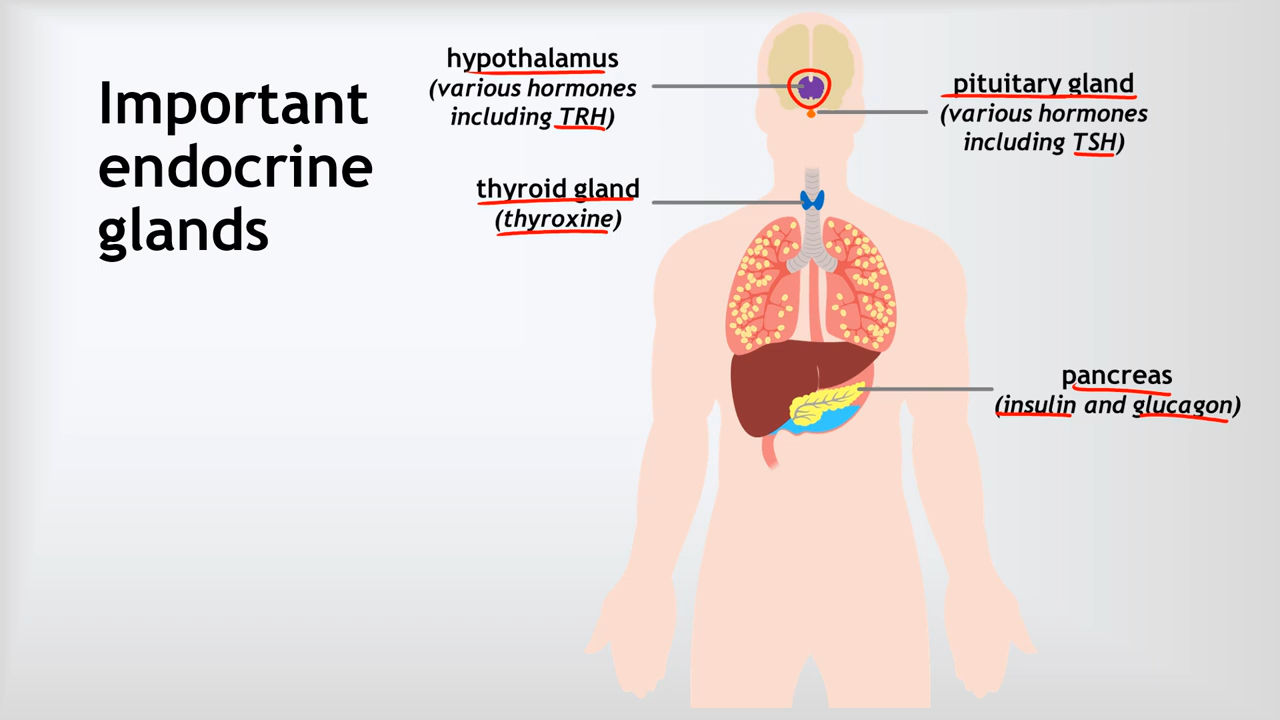 Important
endocrine
glands
hypothalamus
(various hormones
including TRH)
pituitary gland
(various hormones
including TSH)
thyroid gland
(thyroxine)
pancreas
(insulin and glucagon)